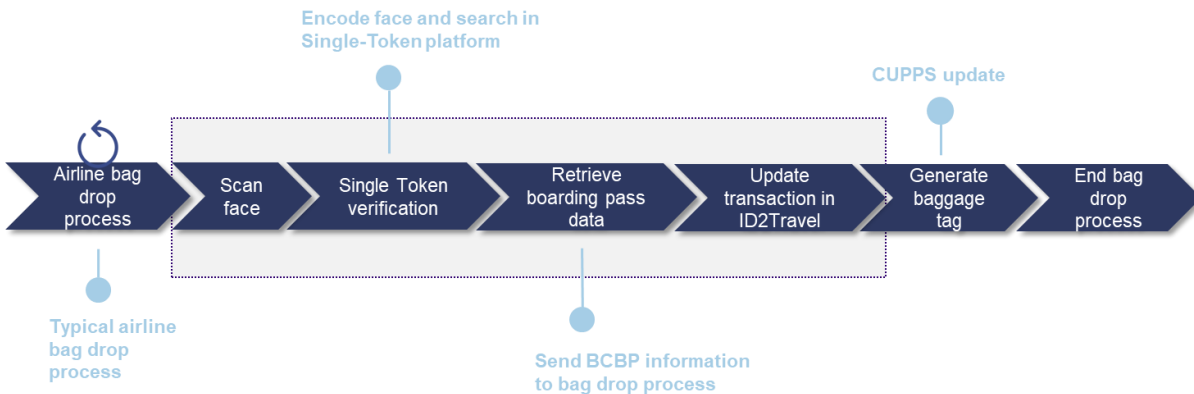 Encode face and search in
Single-Token platform
CUPPS update
Airline bag
drop
process
Scan
face
Single Token
verification
Retrieve
boarding pass
data
Update
transaction in
ID2Travel
Generate
baggage
tag
End bag
drop
process
Typical airline
bag drop
process
Send BCBP information
to bag drop process